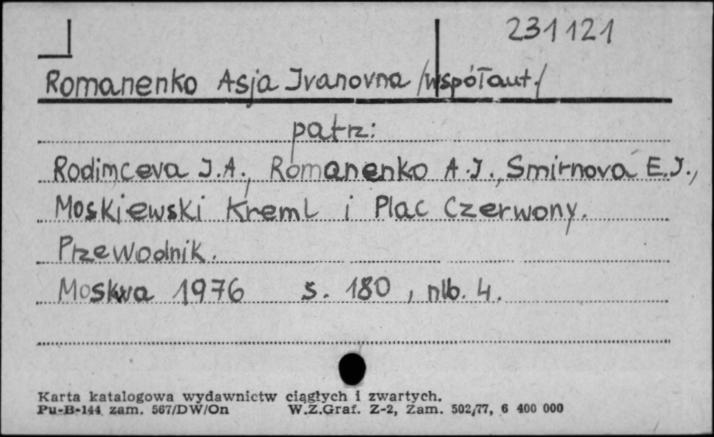 231121
Romanenko Asja Ivanovna /współaut./
patrz:
Rodimceva I.A., Romanenko A.I., Smirnova E.I.,
Moskiewski Kreml i Plac Czerwony.
Przewodnik.
Moskwa 1976 s. 180, nlb. 4.
Karta katalogowa wydawnictw ciągłych i zwartych.
Pu-B-144 zam. 567/DW/On W.Z.Graf. Z-2, Zam. 502/77, 6 400 000